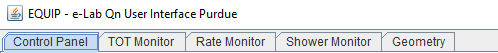 EQUIP - e-Lab Qn User Interface Purdue
Control Panel TOT Monitor Rate Monitor Shower Monitor Geometry